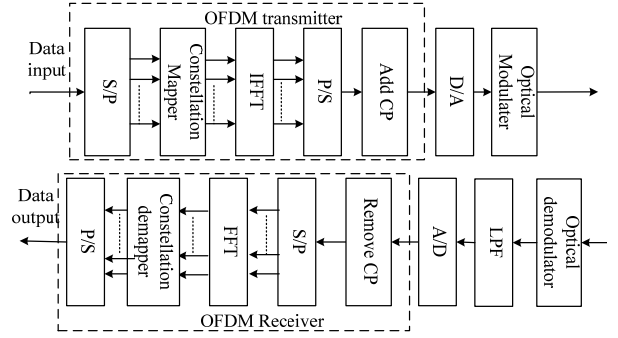 OFDM transmitter
Data
input
S/P
Constellation
Mapper
IFFT
P/S
Add CP
D/A
Optical
Modulater
Data
output
P/S
Constellation
demapper
FFT
S/P
Remove CP
A/D
LPF
Optical
demodulator
OFDM Receiver